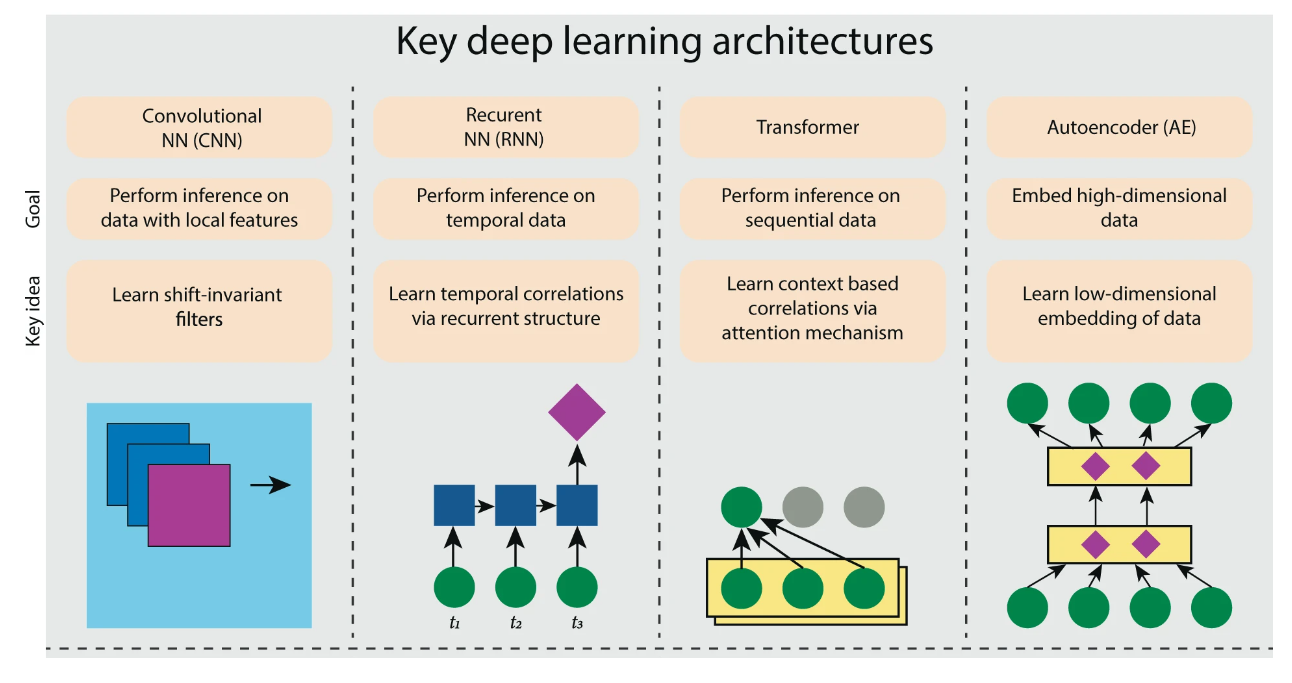 Key deep learning architectures
Convolutional
NN (CNN)
Recurent
NN (RNN)
Transformer
Autoencoder (AE)
Goal
Perform inference on
data with local features
Perform inference on
temporal data
Perform inference on
sequential data
Embed high-dimensional
data
Key idea
Learn shift-invariant
filters
Learn temporal correlations
via recurrent structure
Learn context based
correlations via
attention mechanism
Learn low-dimensional
embedding of data
t1 t2 t3